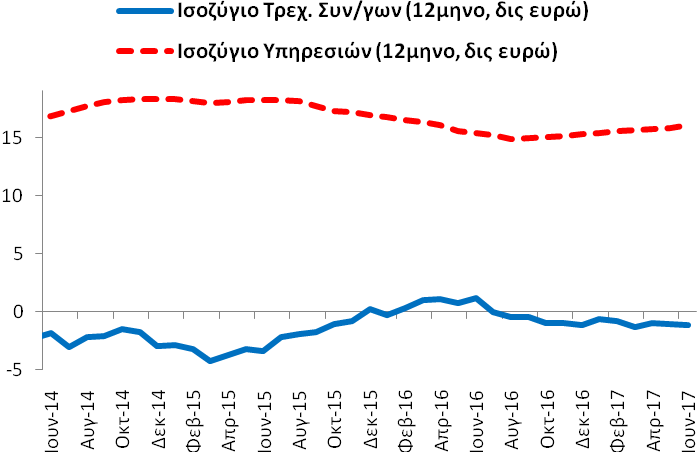 Ισοζύγιο Τρεχ. Συν/γων (12μηνο, δις ευρώ)
Ισοζύγιο Υπηρεσιών (12μηνο, δις ευρώ)
15
10
5
0
-5
Ιουν-14
Αυγ-14
Οκτ-14
Δεκ-14
Φεβ-15
Απρ-15
Ιουν-15
Αυγ-15
Οκτ-15
Δεκ-15
Φεβ-16
Απρ-16
Ιουν-16
Αυγ-16
Οκτ-16
Δεκ-16
Φεβ-17
Απρ-17
Ιουν-17